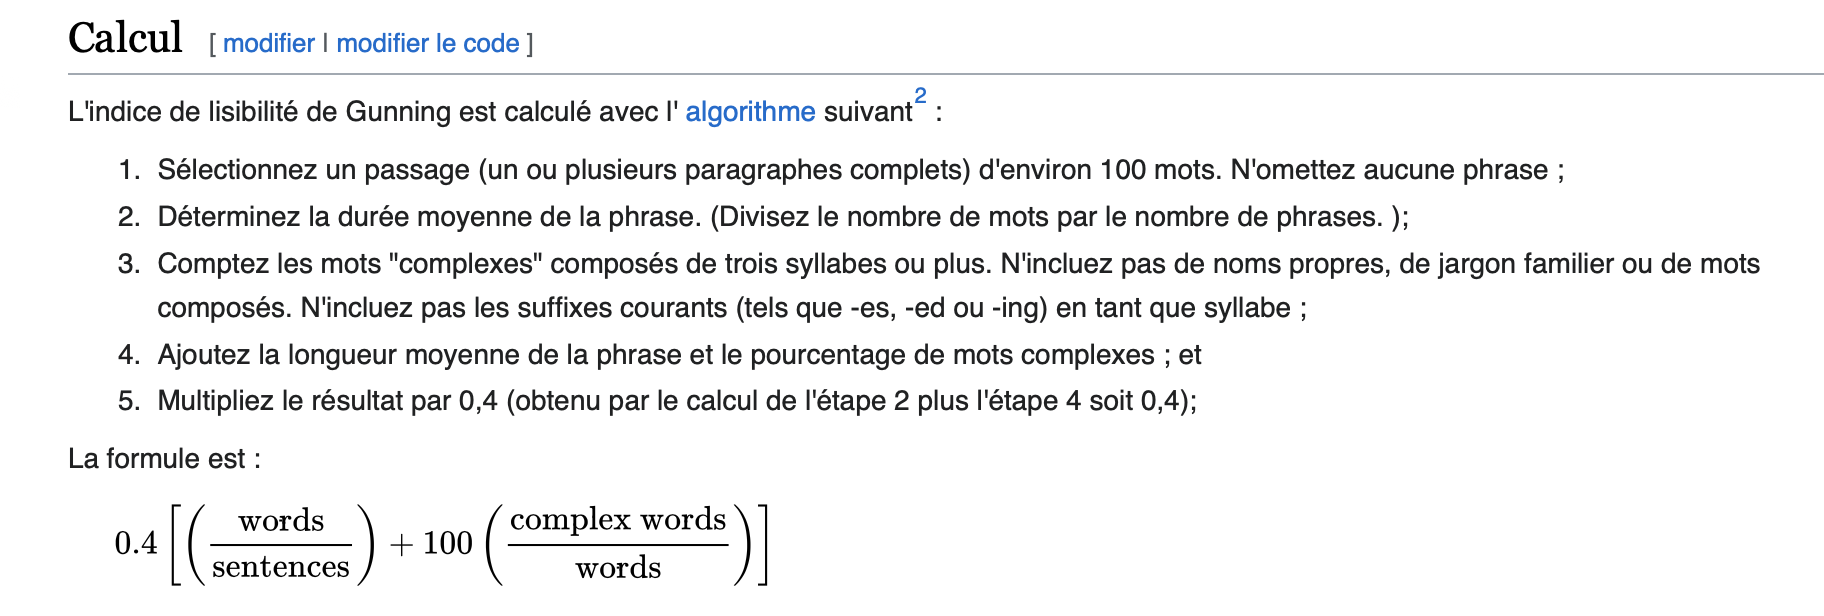 Calcul [ modifier | modifier le code ]
L'indice de lisibilité de Gunning est calculé avec l' algorithme suivant2 :
1. Sélectionnez un passage (un ou plusieurs paragraphes complets) d'environ 100 mots. N'omettez aucune phrase ;
2. Déterminez la durée moyenne de la phrase. (Divisez le nombre de mots par le nombre de phrases. );
3. Comptez les mots "complexes" composés de trois syllabes ou plus. N'incluez pas de noms propres, de jargon familier ou de mots
composés. N'incluez pas les suffixes courants (tels que -es, -ed ou -ing) en tant que syllabe ;
4. Ajoutez la longueur moyenne de la phrase et le pourcentage de mots complexes ; et
5. Multipliez le résultat par 0,4 (obtenu par le calcul de l'étape 2 plus l'étape 4 soit 0,4);
La formule est :
0.4 [ ( words / sentences ) + 100 ( complex words / words ) ]